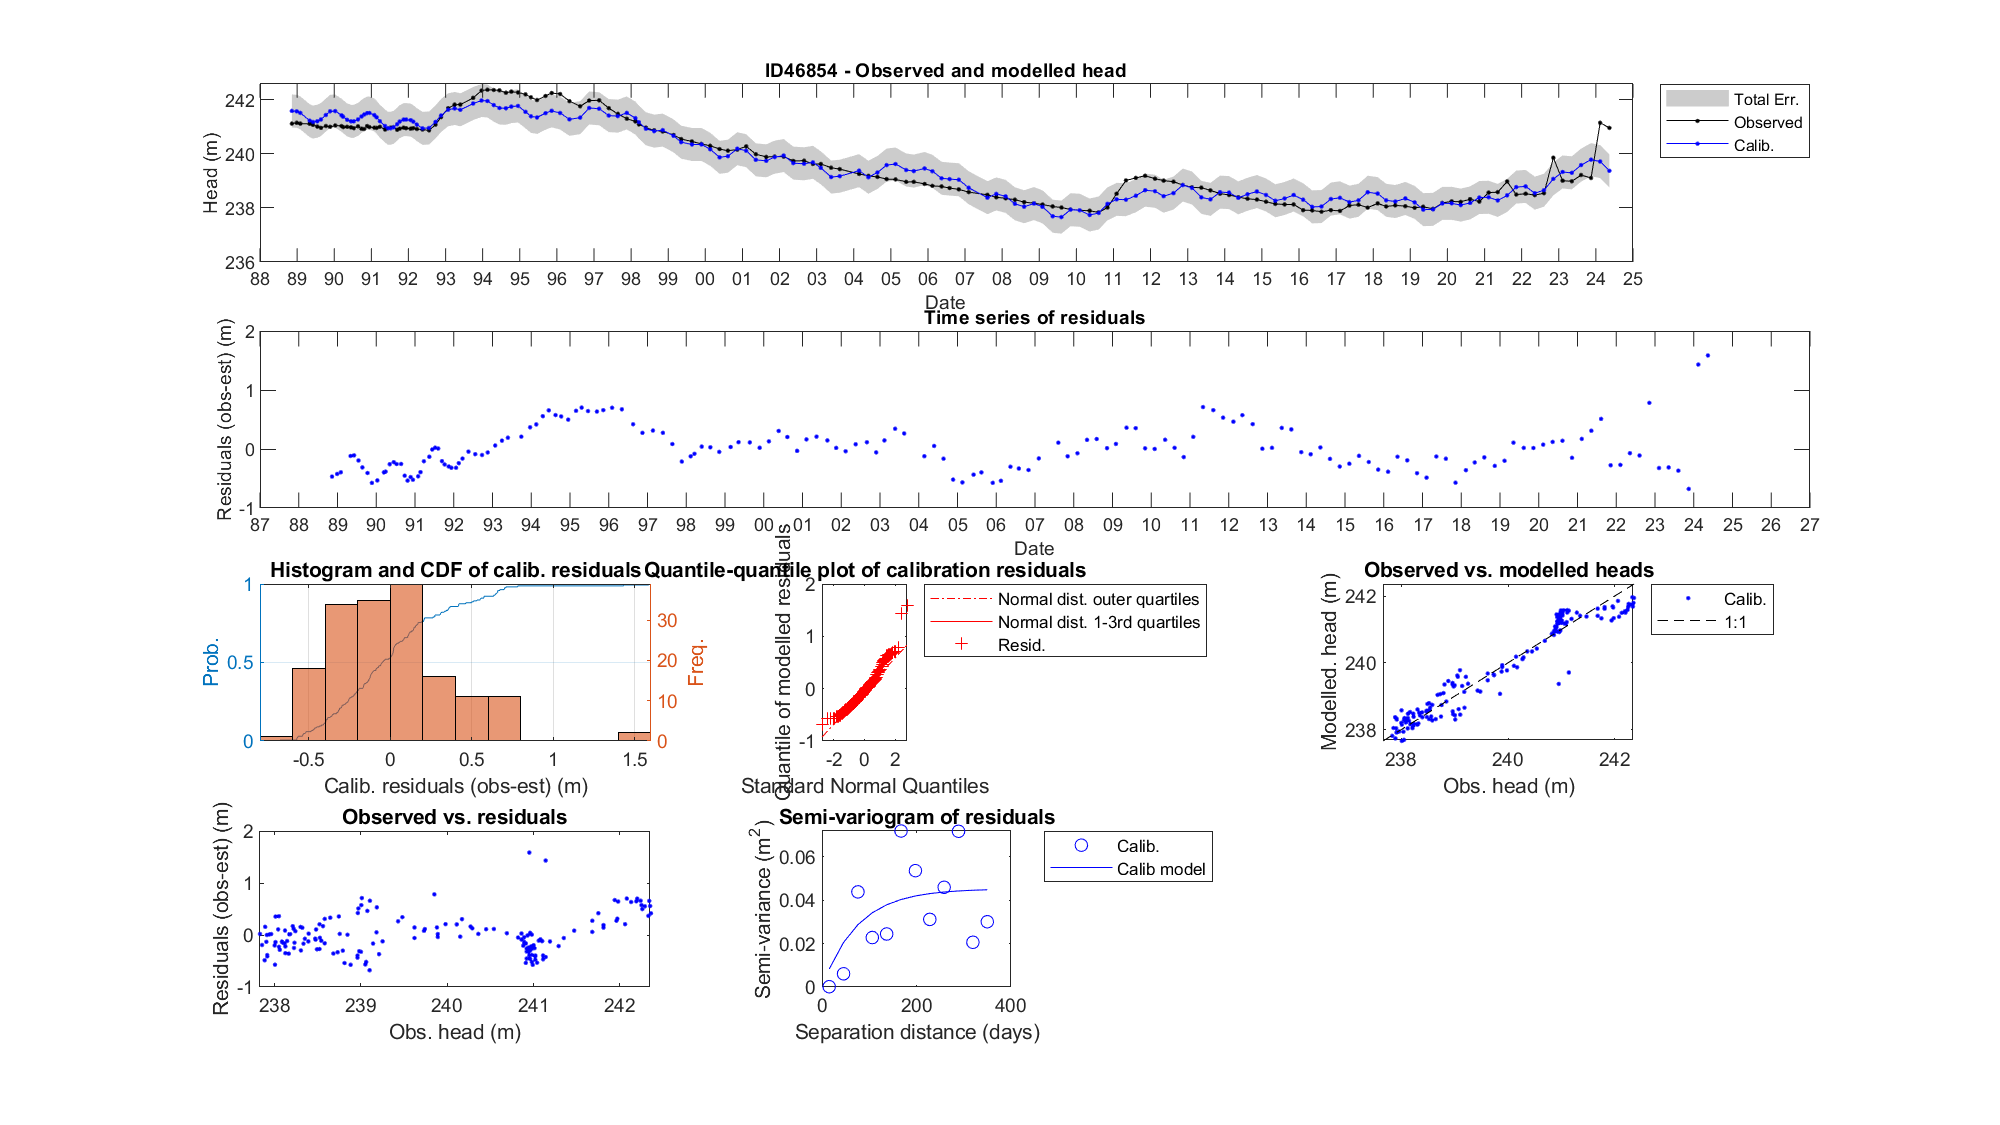 ID46854 - Observed and modelled head
Head (m)
242
240
238
236
88 89 90 91 92 93 94 95 96 97 98 99 00 01 02 03 04 05 06 07 08 09 10 11 12 13 14 15 16 17 18 19 20 21 22 23 24 25
Date
Total Err.
Observed
Calib.
Time series of residuals
Residuals (obs-est) (m)
2
1
0
-1
87 88 89 90 91 92 93 94 95 96 97 98 99 00 01 02 03 04 05 06 07 08 09 10 11 12 13 14 15 16 17 18 19 20 21 22 23 24 25 26 27
Date
Histogram and CDF of calib. residuals
Prob.
1
0.5
0
Freq.
30
20
10
0
-0.5 0 0.5 1 1.5
Calib. residuals (obs-est) (m)
Quantile-quantile plot of calibration residuals
Quantile of modelled residuals
2
1
0
-1
-2 0 2
Standard Normal Quantiles
Normal dist. outer quartiles
Normal dist. 1-3rd quartiles
Resid.
Observed vs. modelled heads
Modelled. head (m)
242
240
238
238 240 242
Obs. head (m)
Calib.
1:1
Observed vs. residuals
Residuals (obs-est) (m)
2
1
0
-1
238 239 240 241 242
Obs. head (m)
Semi-variogram of residuals
Semi-variance (m²)
0.06
0.04
0.02
0
0 200 400
Separation distance (days)
Calib.
Calib model